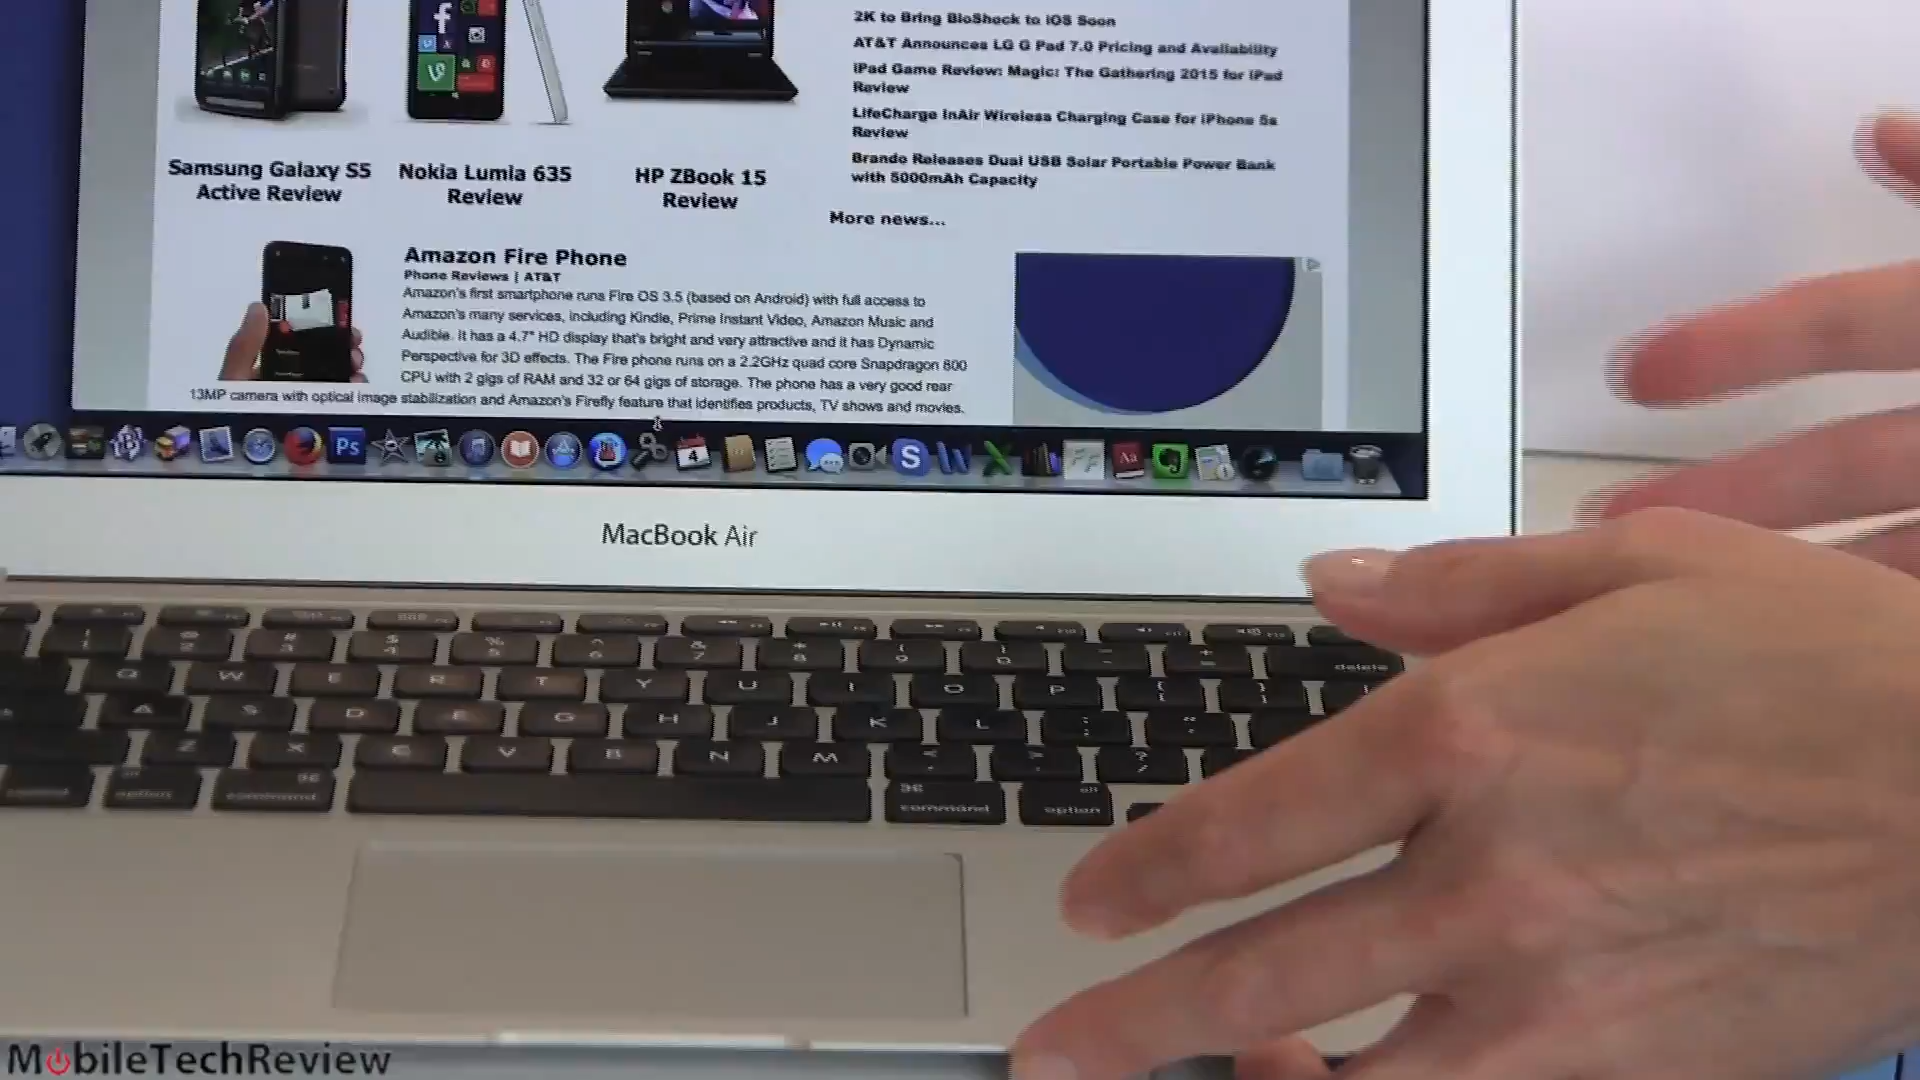 2K to Bring BioShock to iOS Soon
AT&T Announces LG G Pad 7.0 Pricing and Availability
iPad Game Review: Magic: The Gathering 2015 for iPad
Review
LifeCharge InAir Wireless Charging Case for iPhone 5s
Review
Brando Releases Dual USB Solar Portable Power Bank
with 5000mAh Capacity
More news...
Samsung Galaxy S5
Active Review
Nokia Lumia 635
Review
HP ZBook 15
Review
Amazon Fire Phone
Phone Reviews | AT&T
Amazon's first smartphone runs Fire OS 3.5 (based on Android) with full access to
Amazon's many services, including Kindle, Prime Instant Video, Amazon Music and
Audible. It has a 4.7" HD display that's bright and very attractive and it has Dynamic
Perspective for 3D effects. The Fire phone runs on a 2.2GHz quad core Snapdragon 800
CPU with 2 gigs of RAM and 32 or 64 gigs of storage. The phone has a very good rear
13MP camera with optical image stabilization and Amazon's Firefly feature that identifies products, TV shows and movies.
Ps
4
S
W
X
Aa
MacBook Air
delete
Q W E R T Y U I O P
A S D F G H J K L
Z X C V B N M
option command command option
MobileTechReview